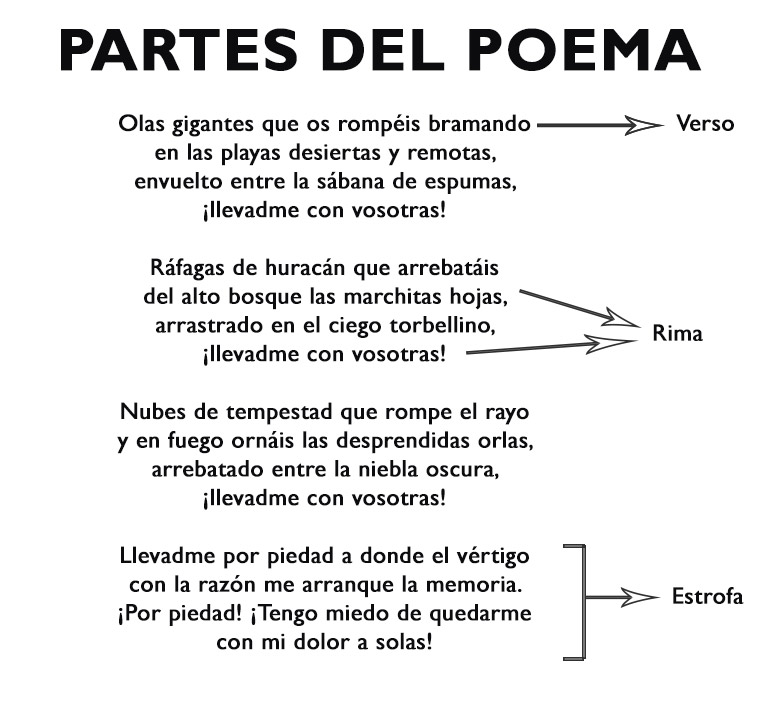 PARTES DEL POEMA
Olas gigantes que os rompéis bramando
Verso
en las playas desiertas y remotas,
envuelto entre la sábana de espumas,
¡llevadme con vosotras!
Ráfagas de huracán que arrebatáis
del alto bosque las marchitas hojas,
arrastrado en el ciego torbellino,
Rima
¡llevadme con vosotras!
Nubes de tempestad que rompe el rayo
y en fuego ornáis las desprendidas orlas,
arrebatado entre la niebla oscura,
¡llevadme con vosotras!
Llevadme por piedad a donde el vértigo
con la razón me arranque la memoria.
Estrofa
¡Por piedad! ¡Tengo miedo de quedarme
con mi dolor a solas!